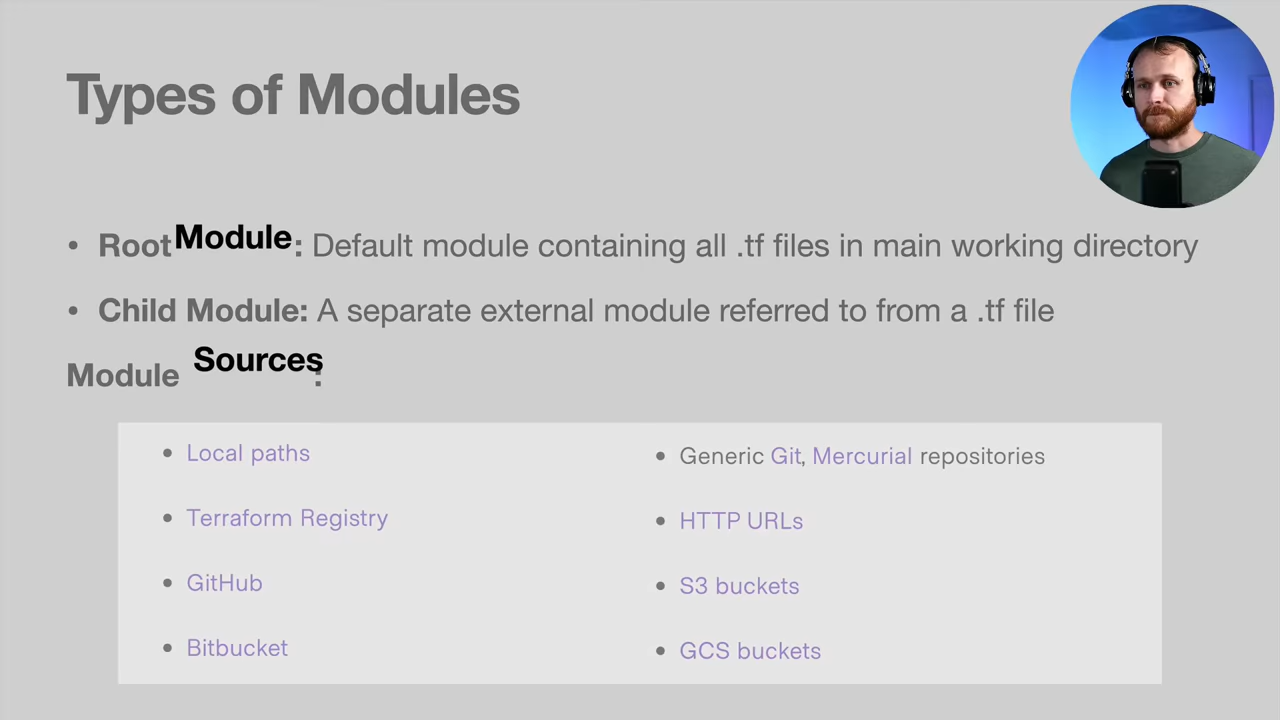 Types of Modules
• Root Module: Default module containing all .tf files in main working directory
• Child Module: A separate external module referred to from a .tf file
Module Sources:
• Local paths
• Terraform Registry
• GitHub
• Bitbucket
• Generic Git, Mercurial repositories
• HTTP URLs
• S3 buckets
• GCS buckets